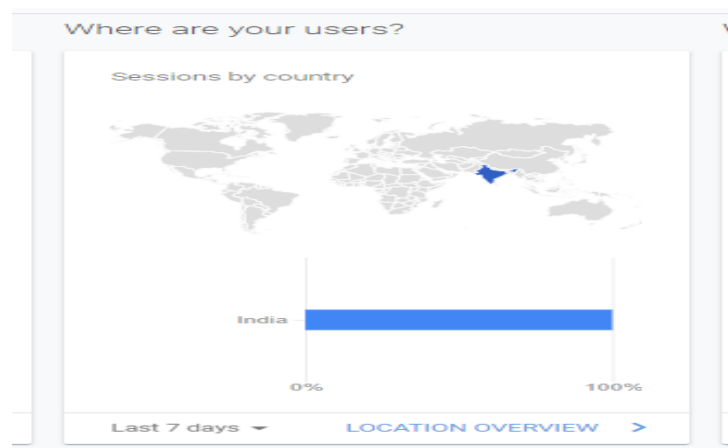 Where are your users?
Sessions by country
India
0% 100%
Last 7 days LOCATION OVERVIEW >